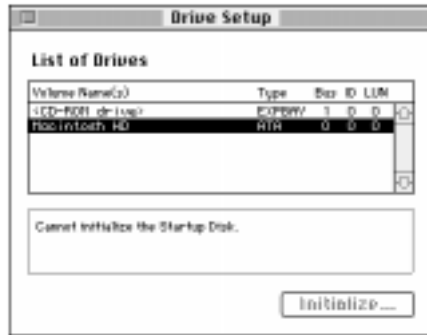 Drive Setup
List of Drives
Volume Name(s) Type Bus ID LUN
<CD-ROM drive> EXPBAY 1 0 0
Macintosh HD ATA 0 0 0
Cannot initialize the Startup Disk.
Initialize...